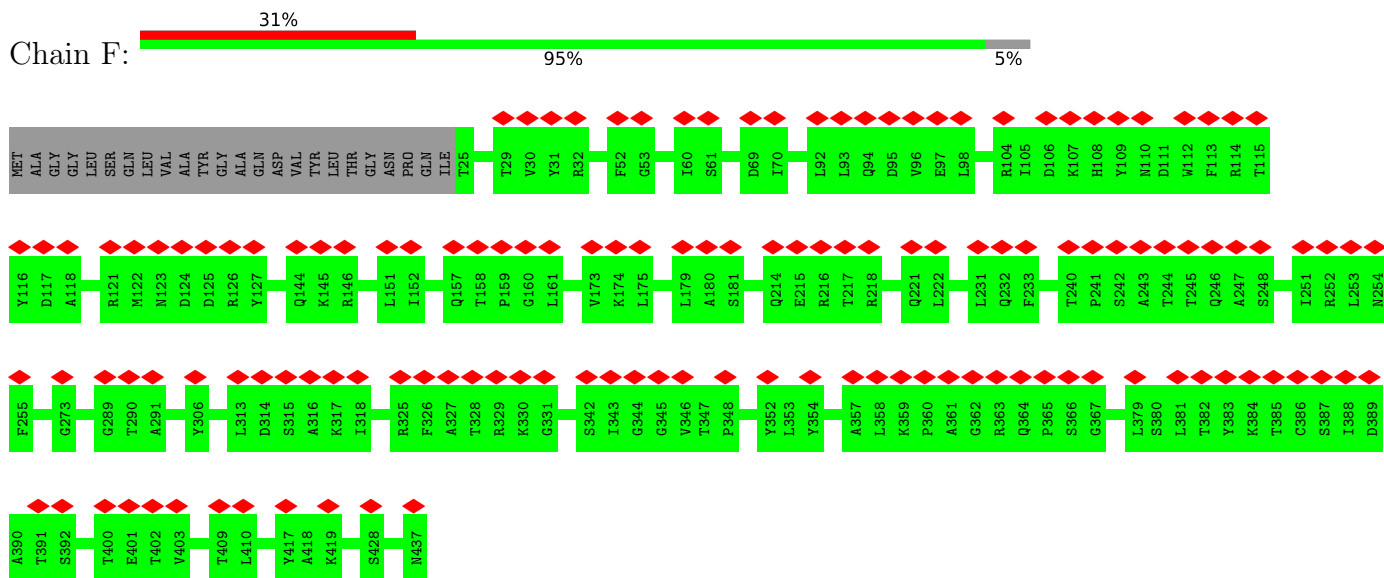 31%
Chain F:
95% 5%
MET ALA GLY GLY LEU SER GLN LEU VAL ALA TYR GLY ALA GLN ASP VAL TYR LEU THR GLY ASN PRO GLN ILE T25 T29 V30 Y31 R32 F52 G53 I60 S61 D69 I70 L92 L93 Q94 D95 V96 E97 L98 R104 I105 D106 K107 H108 Y109 N110 D111 W112 F113 R114 T115
Y116 D117 A118 R121 M122 N123 D124 D125 R126 Y127 Q144 K145 R146 L151 I152 Q157 T158 P159 G160 L161 V173 K174 L175 L179 A180 S181 Q214 E215 R216 T217 R218 Q221 L222 L231 Q232 F233 T240 P241 S242 A243 T244 T245 Q246 A247 S248 I251 R252 L253 N254
F255 G273 G289 T290 A291 Y306 L313 D314 S315 A316 K317 I318 R325 F326 A327 T328 R329 K330 G331 S342 I343 G344 G345 V346 T347 P348 Y352 L353 Y354 A357 L358 K359 P360 A361 G362 R363 Q364 P365 S366 G367 L379 S380 L381 T382 Y383 K384 T385 C386 S387 I388 D389
A390 T391 S392 T400 E401 T402 V403 T409 L410 Y417 A418 K419 S428 N437